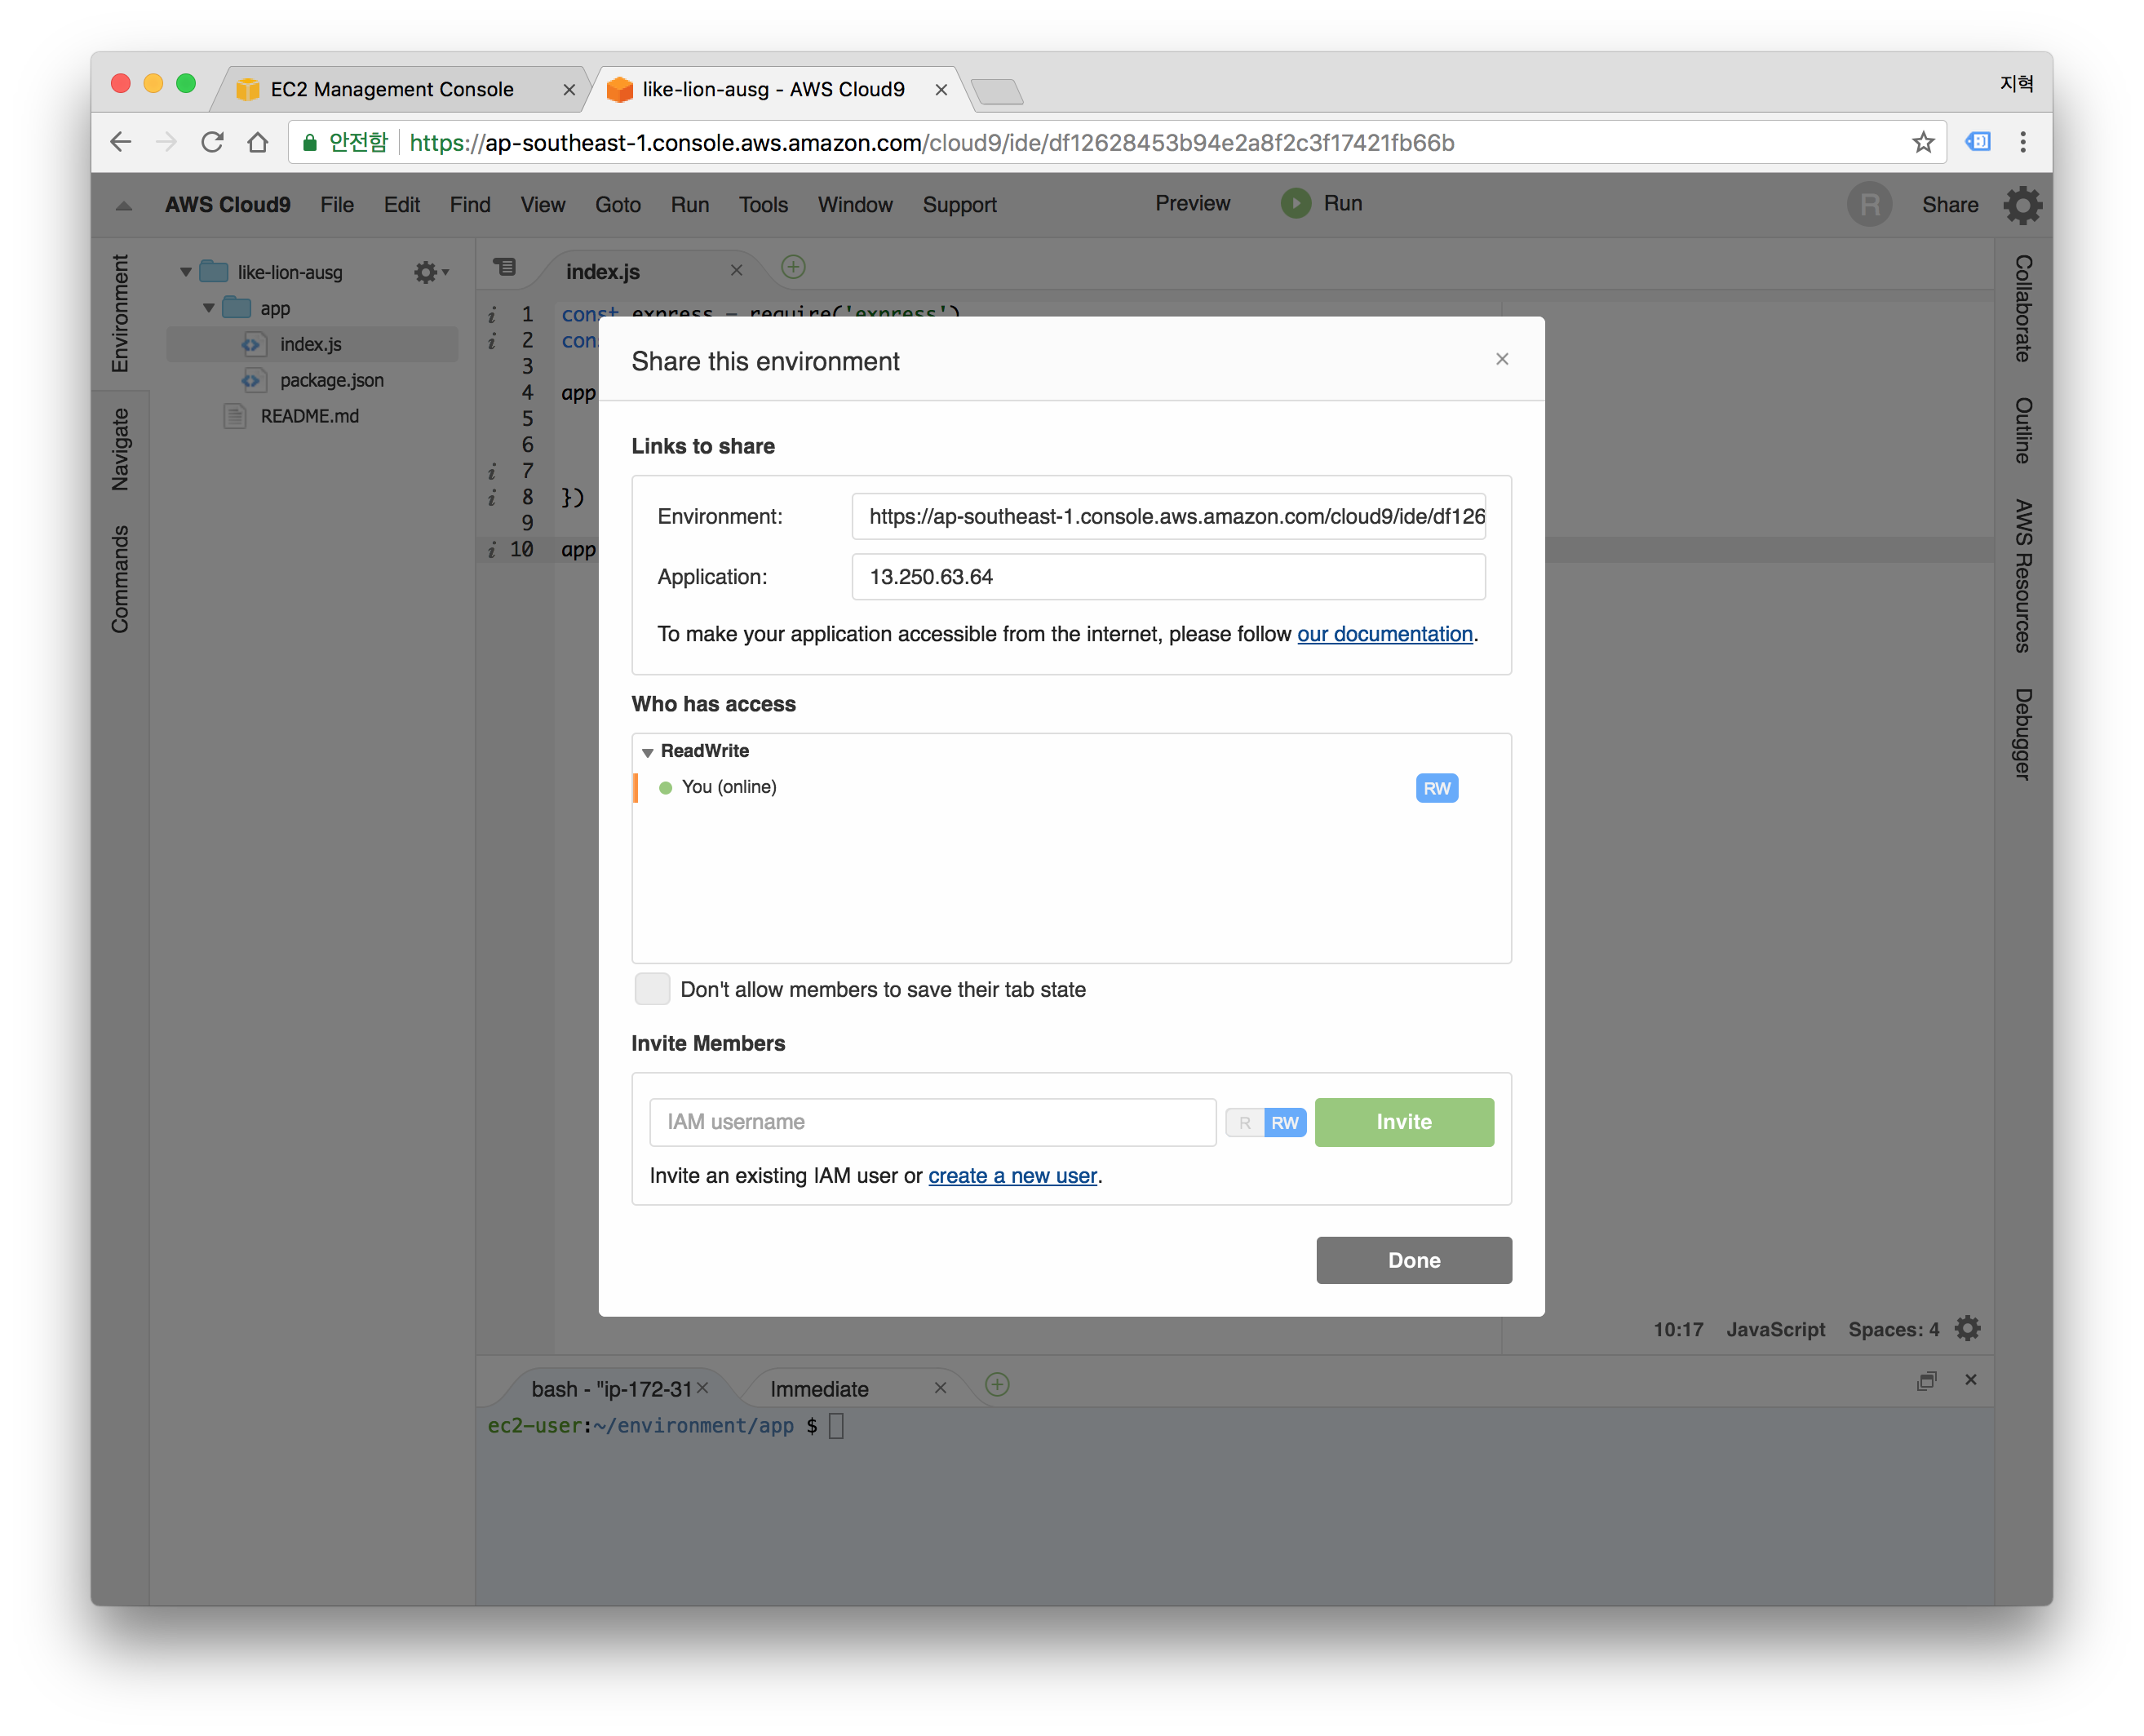 EC2 Management Console
like-lion-ausg - AWS Cloud9
지혁
안전함 https://ap-southeast-1.console.aws.amazon.com/cloud9/ide/df12628453b94e2a8f2c3f17421fb66b
AWS Cloud9 File Edit Find View Goto Run Tools Window Support Preview Run R Share
Environment
Navigate
Commands
like-lion-ausg
app
index.js
package.json
README.md
index.js
1 const express = require('express')
2 con
3
4 app
5
6
7
8 })
9
10 app
Share this environment
Links to share
Environment: https://ap-southeast-1.console.aws.amazon.com/cloud9/ide/df126
Application: 13.250.63.64
To make your application accessible from the internet, please follow our documentation.
Who has access
ReadWrite
You (online) RW
Don't allow members to save their tab state
Invite Members
IAM username R RW Invite
Invite an existing IAM user or create a new user.
Done
Collaborate
Outline
AWS Resources
Debugger
10:17 JavaScript Spaces: 4
bash - "ip-172-31 Immediate
ec2-user:~/environment/app $